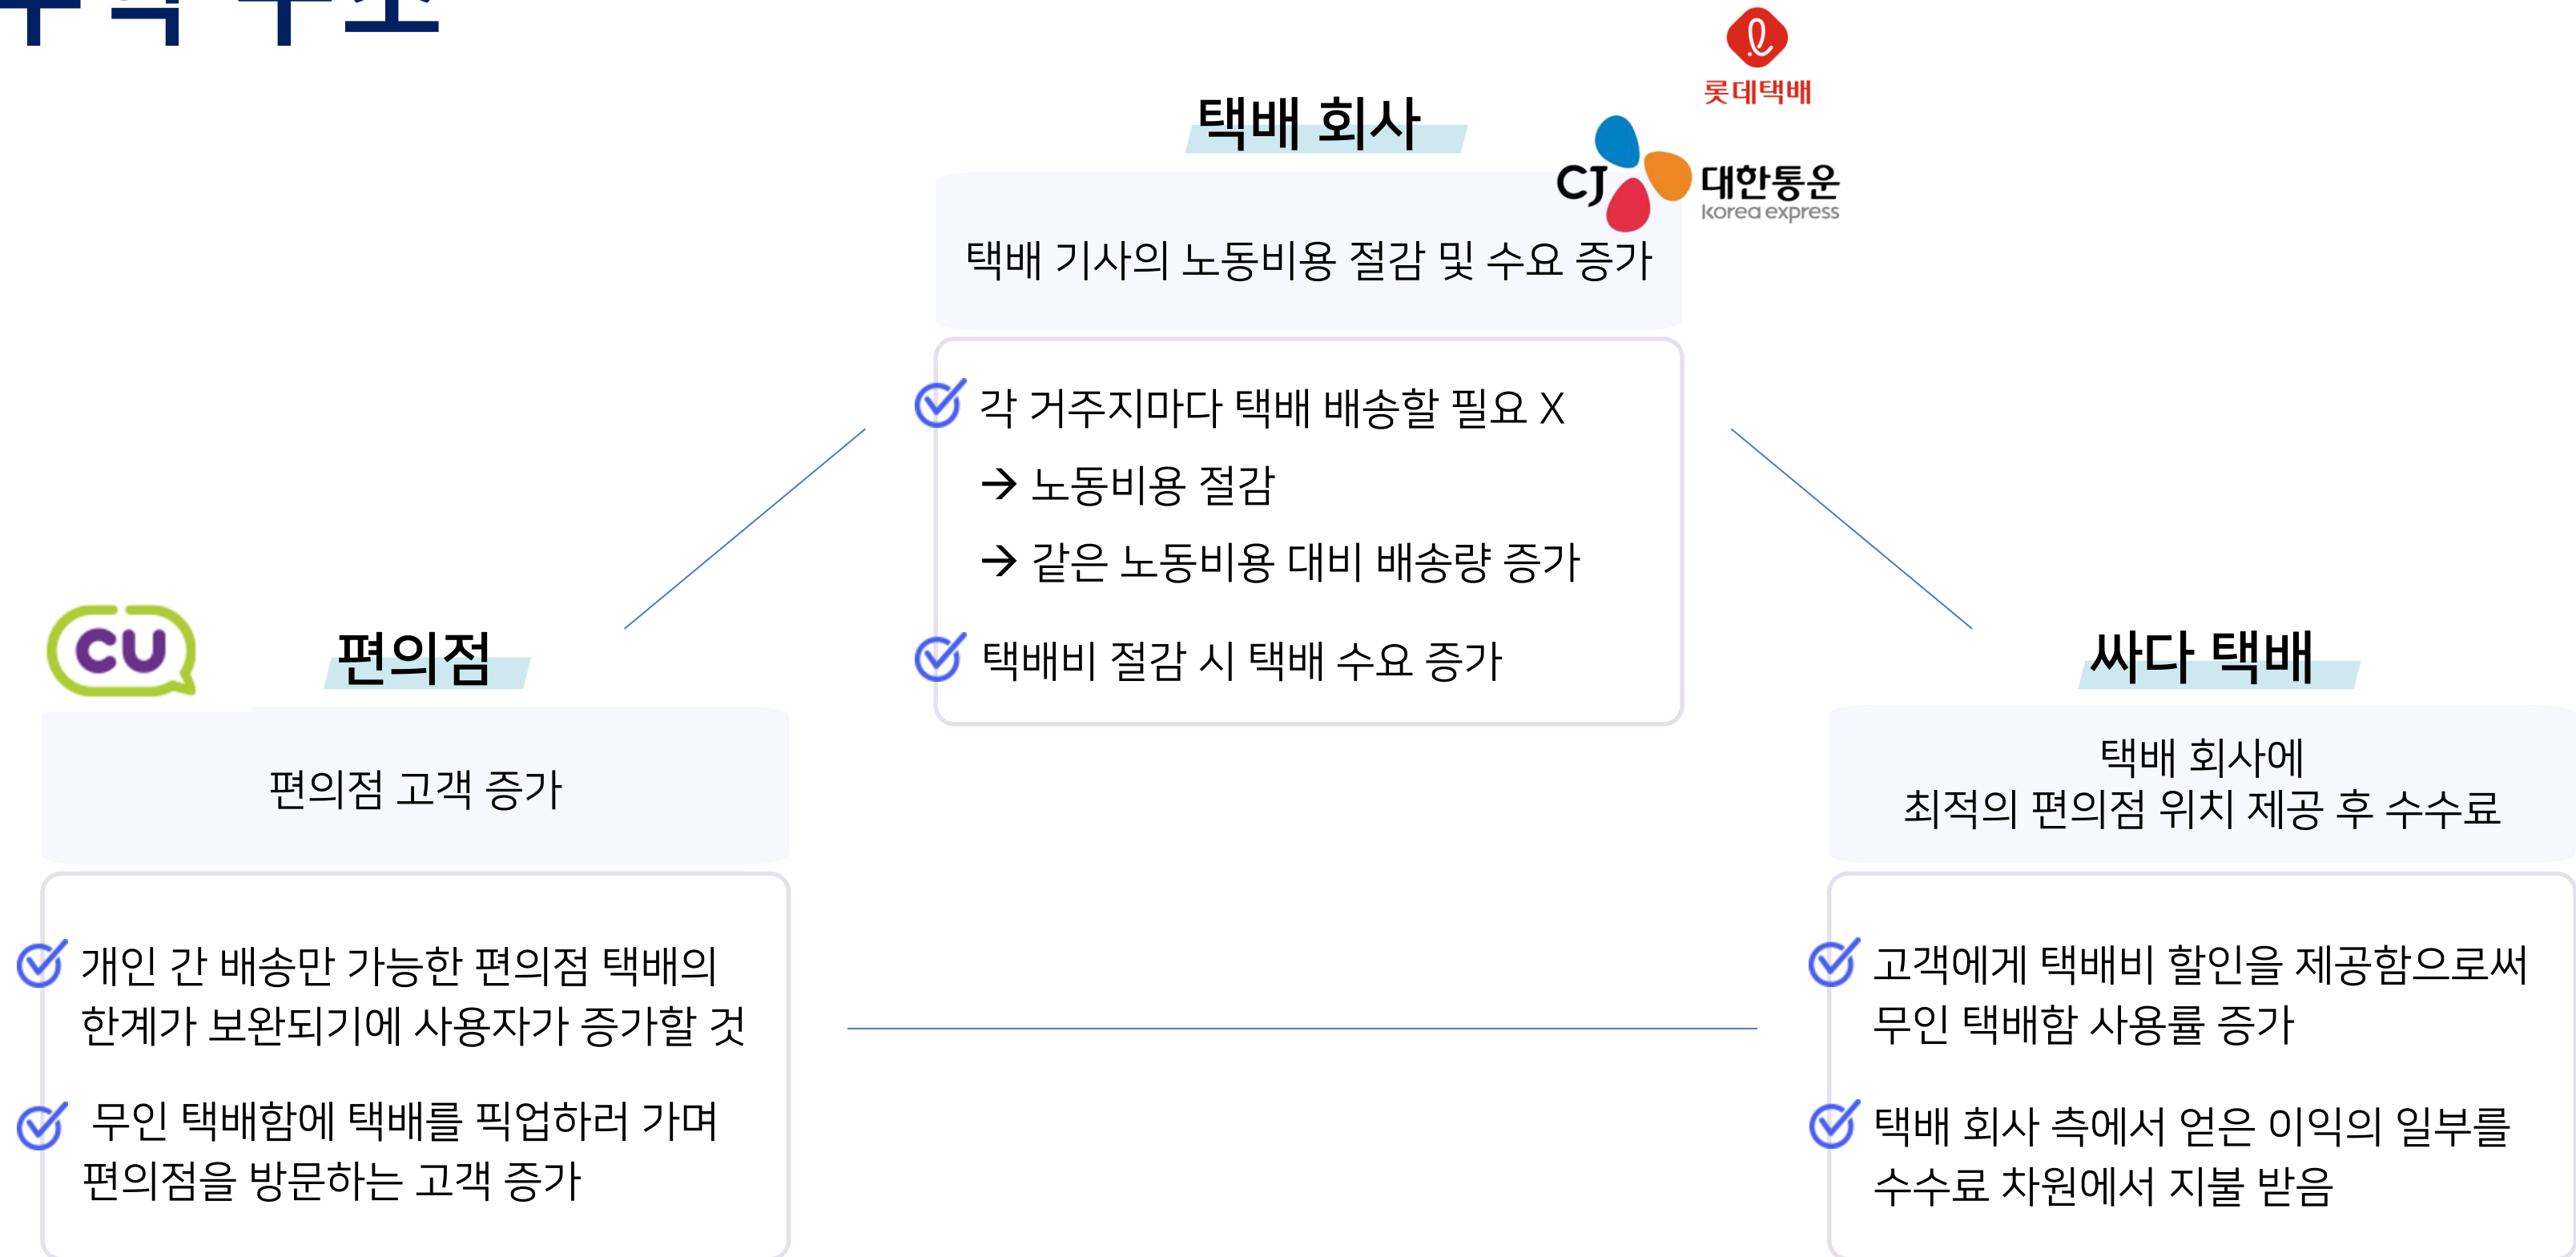 롯데택배
택배 회사
CJ 대한통운
korea express
택배 기사의 노동비용 절감 및 수요 증가
각 거주지마다 택배 배송할 필요 X
→ 노동비용 절감
→ 같은 노동비용 대비 배송량 증가
택배비 절감 시 택배 수요 증가
CU
편의점
편의점 고객 증가
개인 간 배송만 가능한 편의점 택배의
한계가 보완되기에 사용자가 증가할 것
무인 택배함에 택배를 픽업하러 가며
편의점을 방문하는 고객 증가
싸다 택배
택배 회사에
최적의 편의점 위치 제공 후 수수료
고객에게 택배비 할인을 제공함으로써
무인 택배함 사용률 증가
택배 회사 측에서 얻은 이익의 일부를
수수료 차원에서 지불 받음